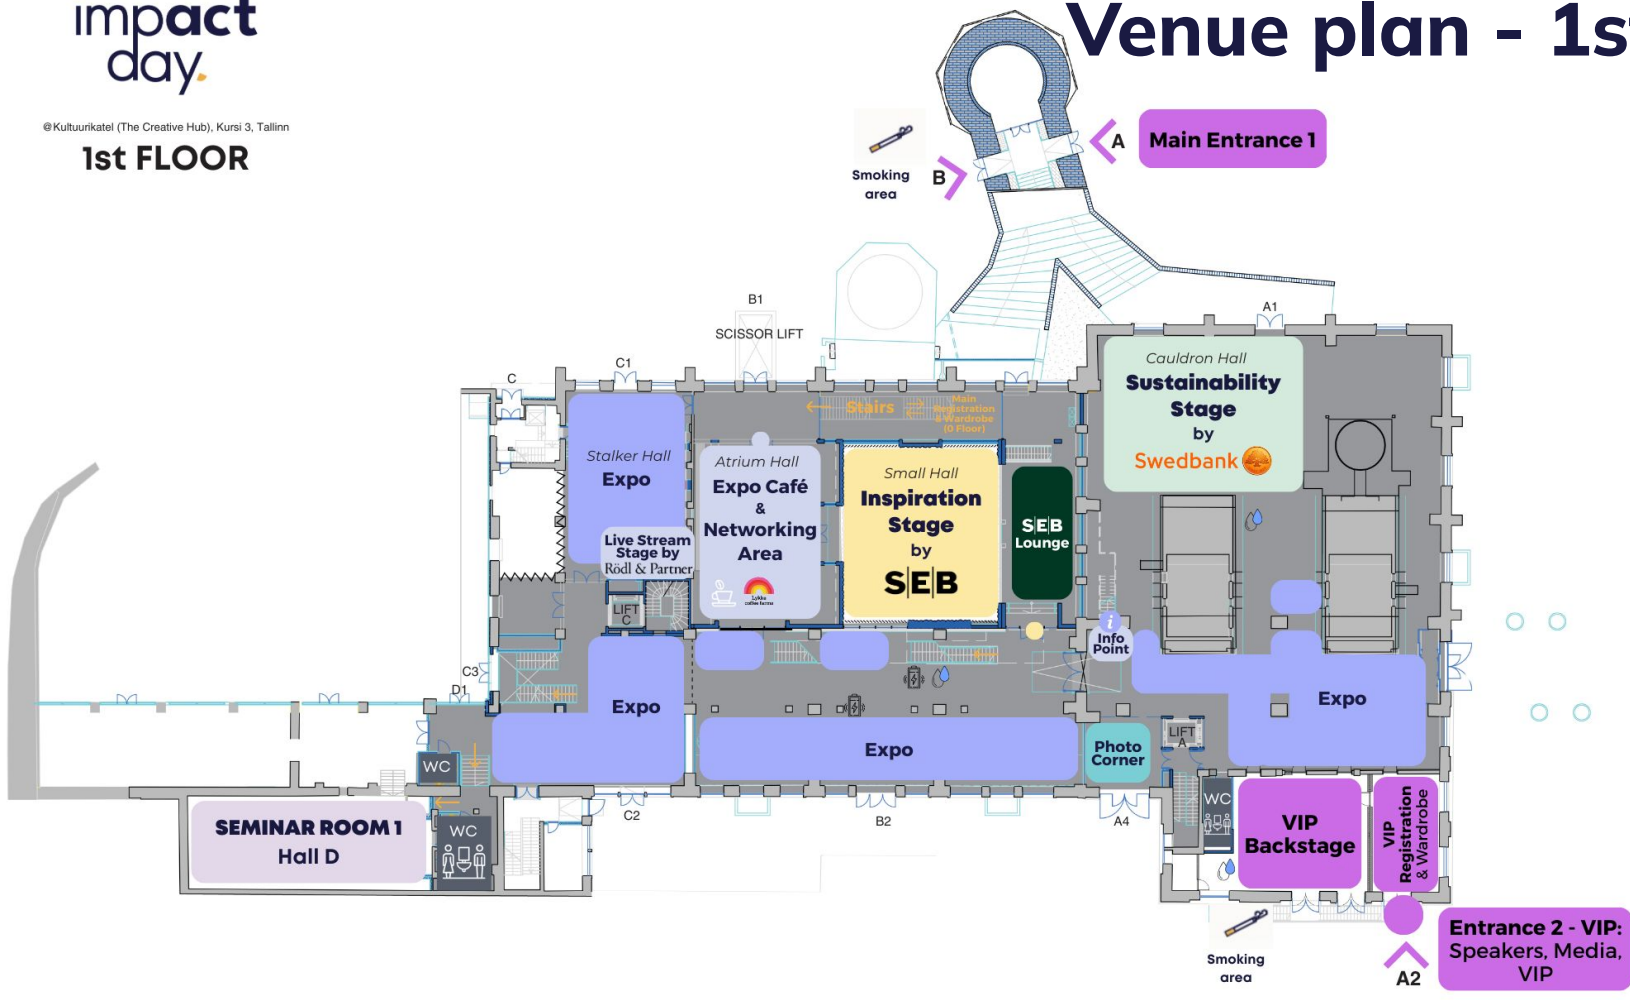 impact
day.
Venue plan - 1s
@Kultuurikatel (The Creative Hub), Kursi 3, Tallinn
1st FLOOR
A
Main Entrance 1
Smoking
area
B
B1
SCISSOR LIFT
A1
C1
C
Cauldron Hall
Sustainability
Stage
by
Swedbank
Stairs
Main
Registration
& Wardrobe
(0 Floor)
Stalker Hall
Expo
Atrium Hall
Expo Café
&
Networking
Area
Lykke
Small Hall
Inspiration
Stage
by
S|E|B
S|E|B
Lounge
Live Stream
Stage by
Rödl & Partner
LIFT
C
i
Info
Point
C3
D1
Expo
Expo
Expo
Photo
Corner
LIFT
A
WC
SEMINAR ROOM 1
Hall D
WC
C2
B2
A4
WC
VIP
Backstage
VIP
Registration
& Wardrobe
Smoking
area
A2
Entrance 2 - VIP:
Speakers, Media,
VIP